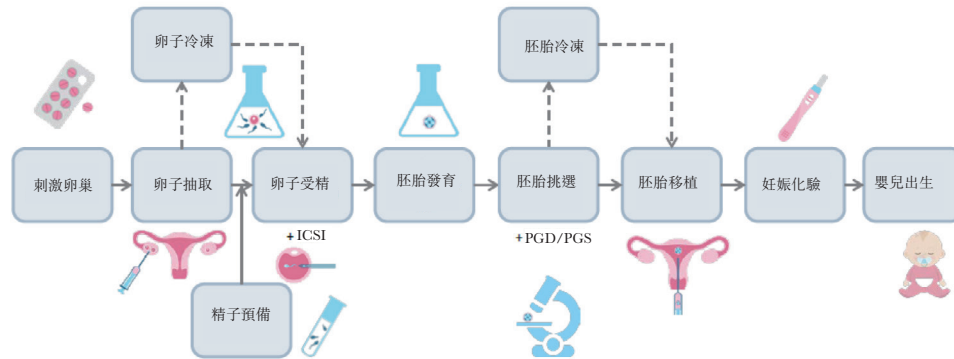 卵子冷凍
胚胎冷凍
刺激卵巢
卵子抽取
卵子受精
胚胎發育
胚胎挑選
胚胎移植
妊娠化驗
嬰兒出生
+ICSI
+PGD/PGS
精子預備